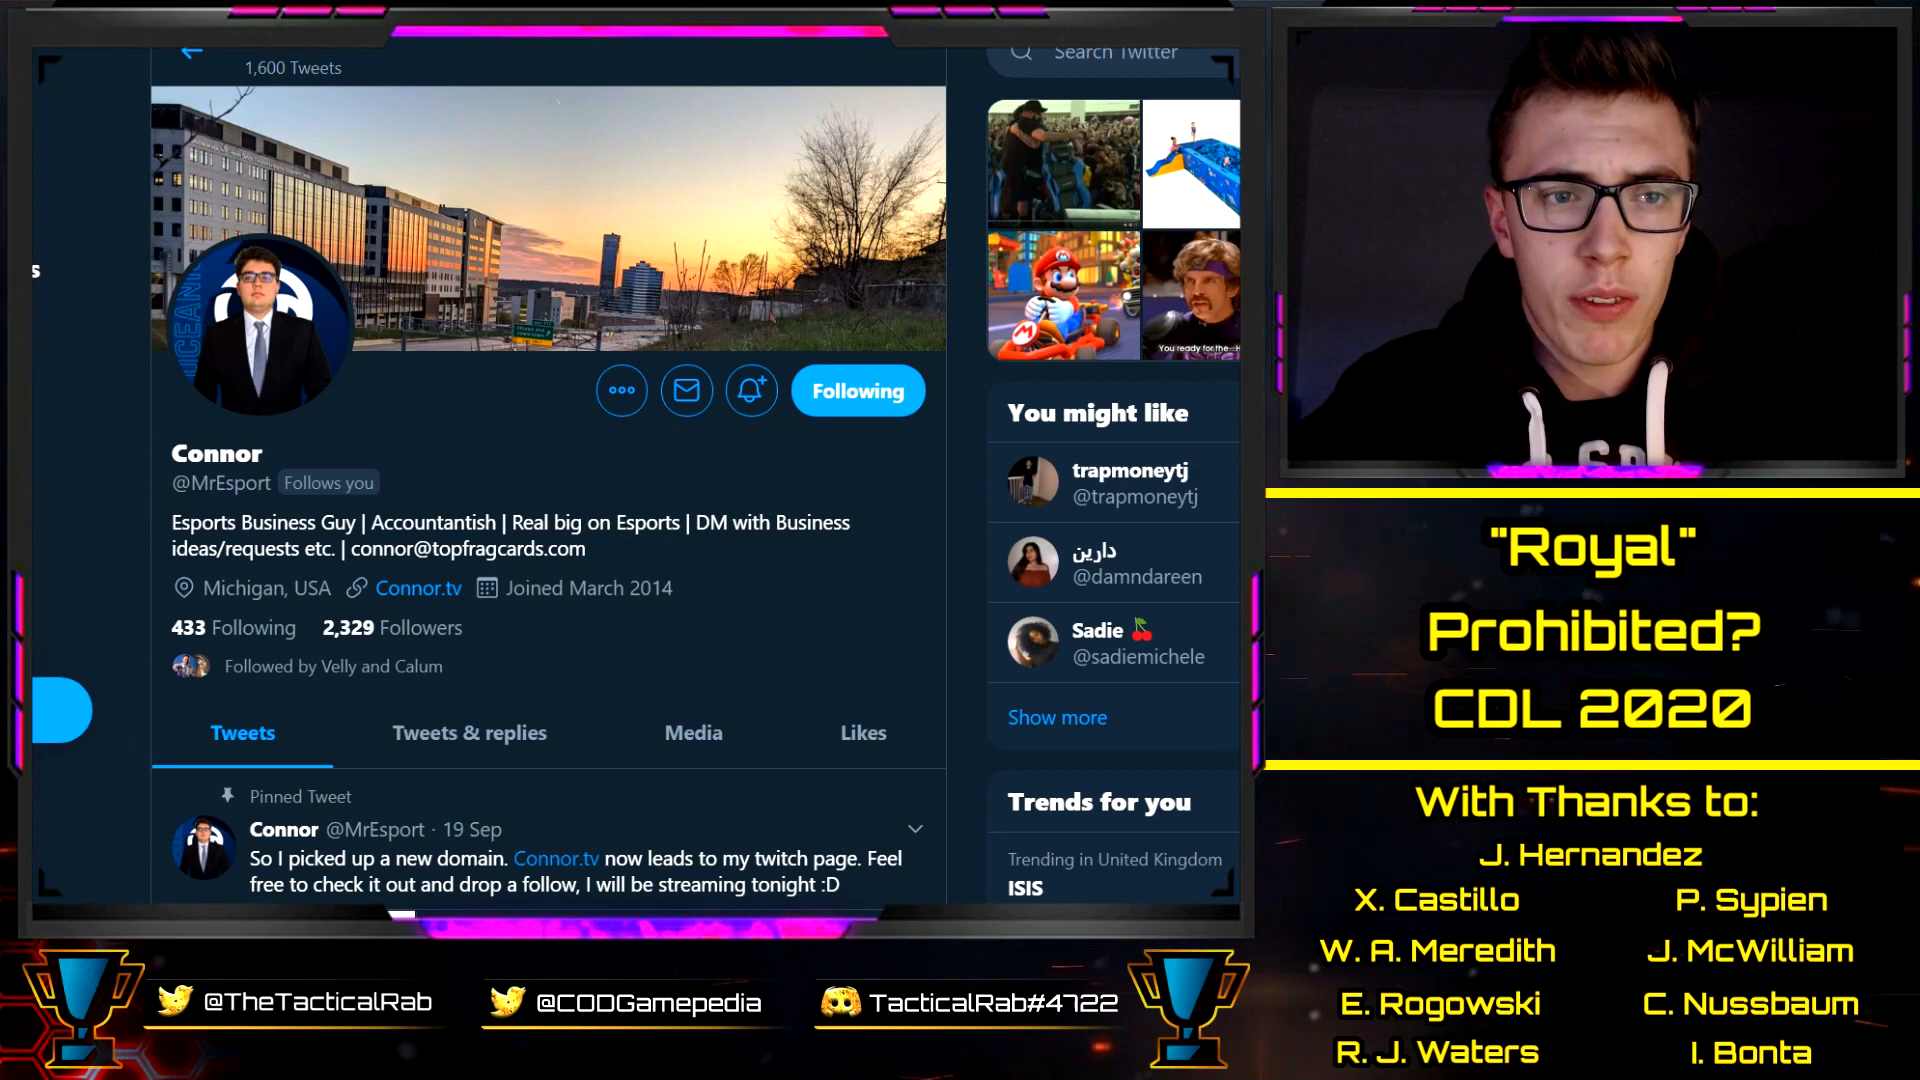 1,600 Tweets
Search Twitter
s
You ready for the...
Following
Connor
@MrEsport Follows you
Esports Business Guy | Accountantish | Real big on Esports | DM with Business
ideas/requests etc. | connor@topfragcards.com
Michigan, USA Connor.tv Joined March 2014
433 Following 2,329 Followers
Followed by Velly and Calum
Tweets Tweets & replies Media Likes
Pinned Tweet
Connor @MrEsport · 19 Sep
So I picked up a new domain. Connor.tv now leads to my twitch page. Feel
free to check it out and drop a follow, I will be streaming tonight :D
You might like
trapmoneytj
@trapmoneytj
دارين
@damndareen
Sadie 🍒
@sadiemichele
Show more
Trends for you
Trending in United Kingdom
ISIS
"Royal"
Prohibited?
CDL 2020
With Thanks to:
J. Hernandez
X. Castillo P. Sypien
W. A. Meredith J. McWilliam
E. Rogowski C. Nussbaum
R. J. Waters I. Bonta
@TheTacticalRab @CODGamepedia TacticalRab#4722